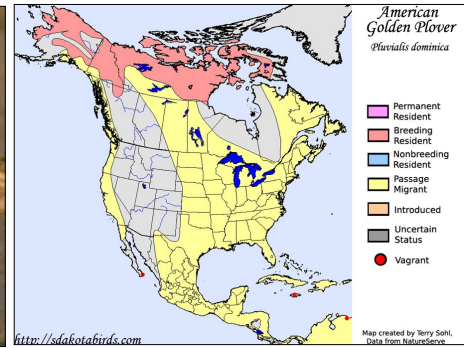 American
Golden Plover
Pluvialis dominica
Permanent
Resident
Breeding
Resident
Nonbreeding
Resident
Passage
Migrant
Introduced
Uncertain
Status
Vagrant
http://sdakotabirds.com
Map created by Terry Sohl,
Data from NatureServe